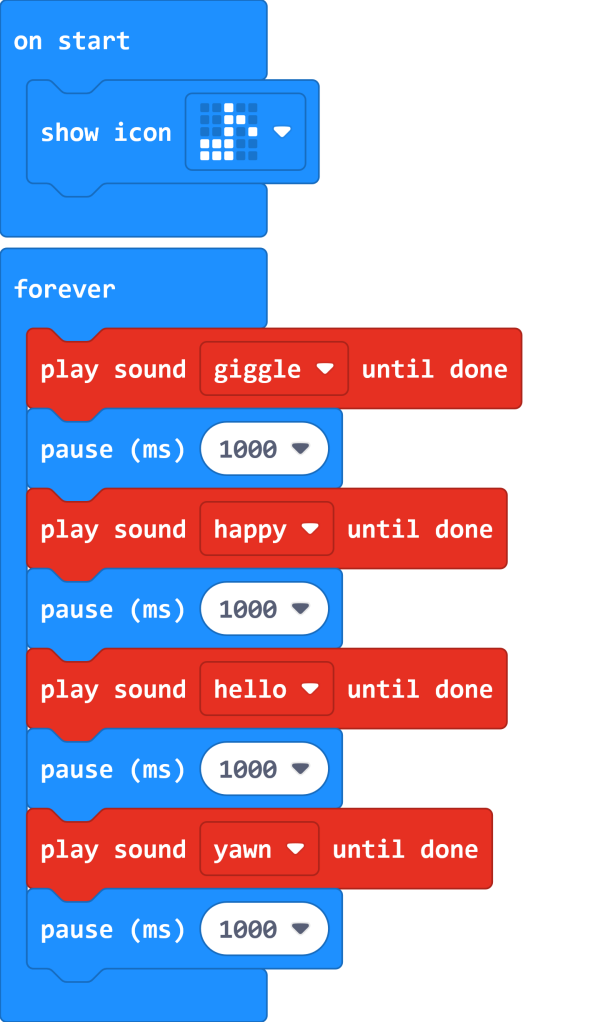 on start
show icon
forever
play sound giggle until done
pause (ms) 1000
play sound happy until done
pause (ms) 1000
play sound hello until done
pause (ms) 1000
play sound yawn until done
pause (ms) 1000